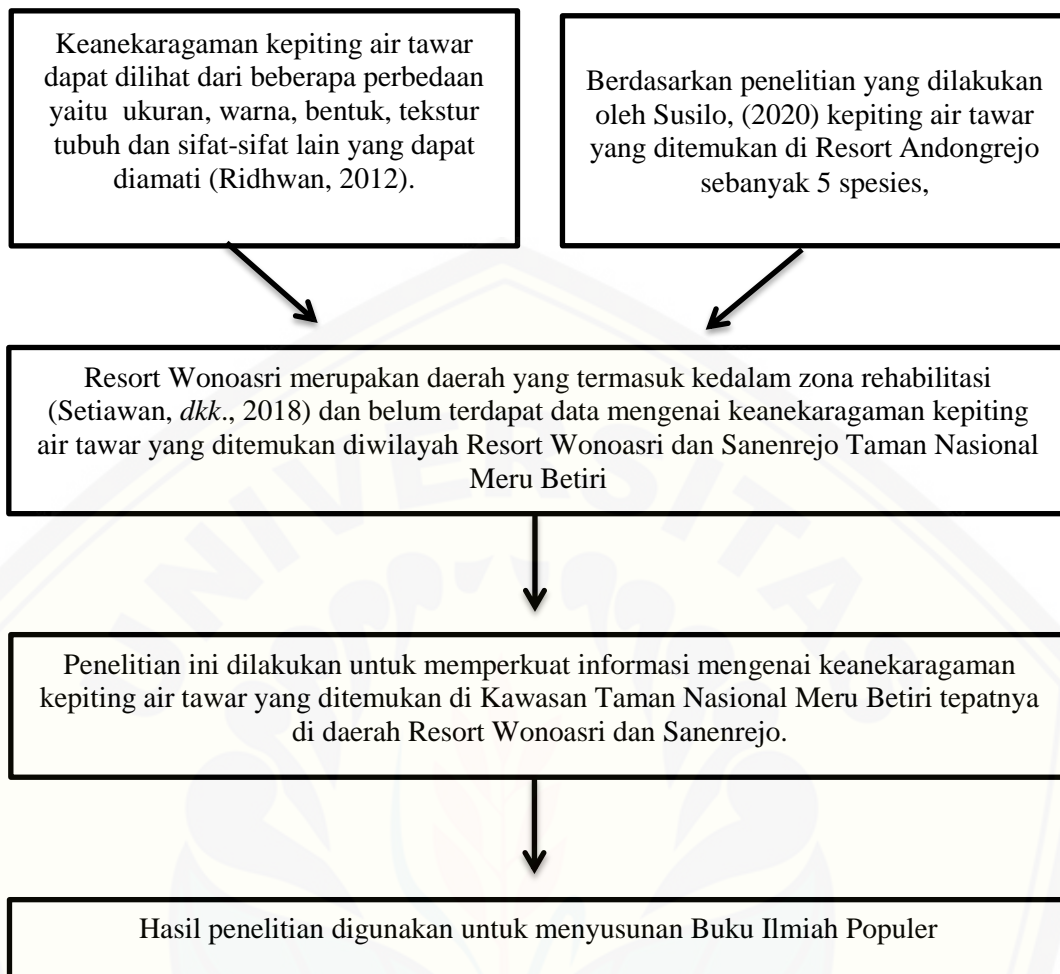 Keanekaragaman kepiting air tawar
dapat dilihat dari beberapa perbedaan
yaitu ukuran, warna, bentuk, tekstur
tubuh dan sifat-sifat lain yang dapat
diamati (Ridhwan, 2012).
Berdasarkan penelitian yang dilakukan
oleh Susilo, (2020) kepiting air tawar
yang ditemukan di Resort Andongrejo
sebanyak 5 spesies,
Resort Wonoasri merupakan daerah yang termasuk kedalam zona rehabilitasi
(Setiawan, dkk., 2018) dan belum terdapat data mengenai keanekaragaman kepiting
air tawar yang ditemukan diwilayah Resort Wonoasri dan Sanenrejo Taman Nasional
Meru Betiri
Penelitian ini dilakukan untuk memperkuat informasi mengenai keanekaragaman
kepiting air tawar yang ditemukan di Kawasan Taman Nasional Meru Betiri tepatnya
di daerah Resort Wonoasri dan Sanenrejo.
Hasil penelitian digunakan untuk menyusunan Buku Ilmiah Populer
UNIVERSITAS